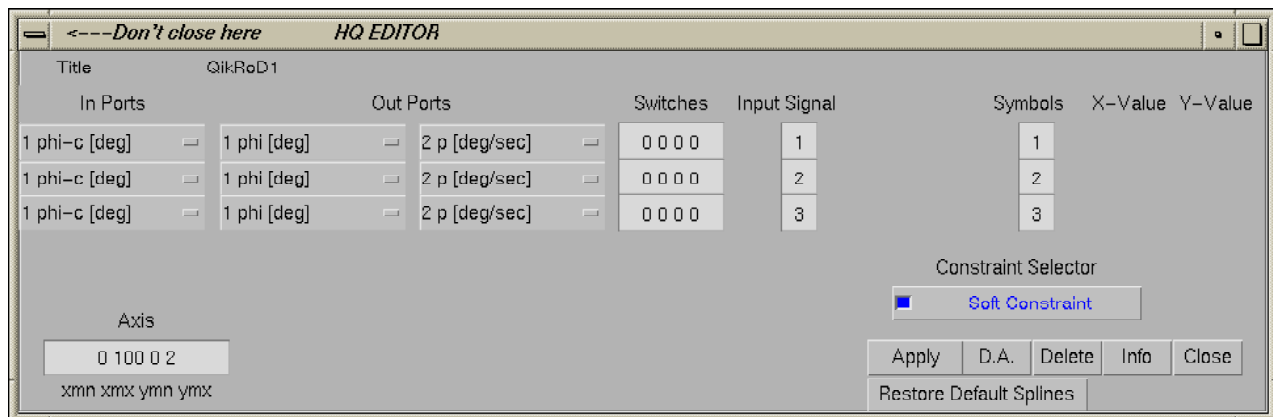 <---Don't close here HQ EDITOR
Title QikRoD1
In Ports Out Ports Switches Input Signal Symbols X-Value Y-Value
1 phi-c [deg] 1 phi [deg] 2 p [deg/sec] 0 0 0 0 1 1
1 phi-c [deg] 1 phi [deg] 2 p [deg/sec] 0 0 0 0 2 2
1 phi-c [deg] 1 phi [deg] 2 p [deg/sec] 0 0 0 0 3 3
Constraint Selector
Soft Constraint
Axis
0 100 0 2
xmn xmx ymn ymx
Apply D.A. Delete Info Close
Restore Default Splines